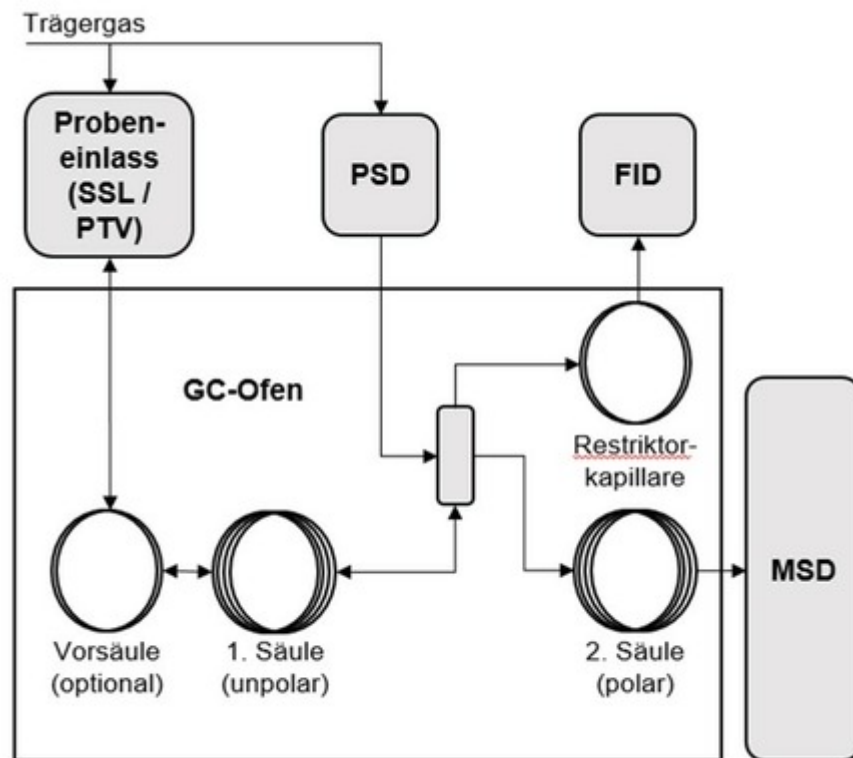 Trägergas
Proben-
einlass
(SSL /
PTV)
PSD
FID
GC-Ofen
Restriktor-
kapillare
Vorsäule
(optional)
1. Säule
(unpolar)
2. Säule
(polar)
MSD